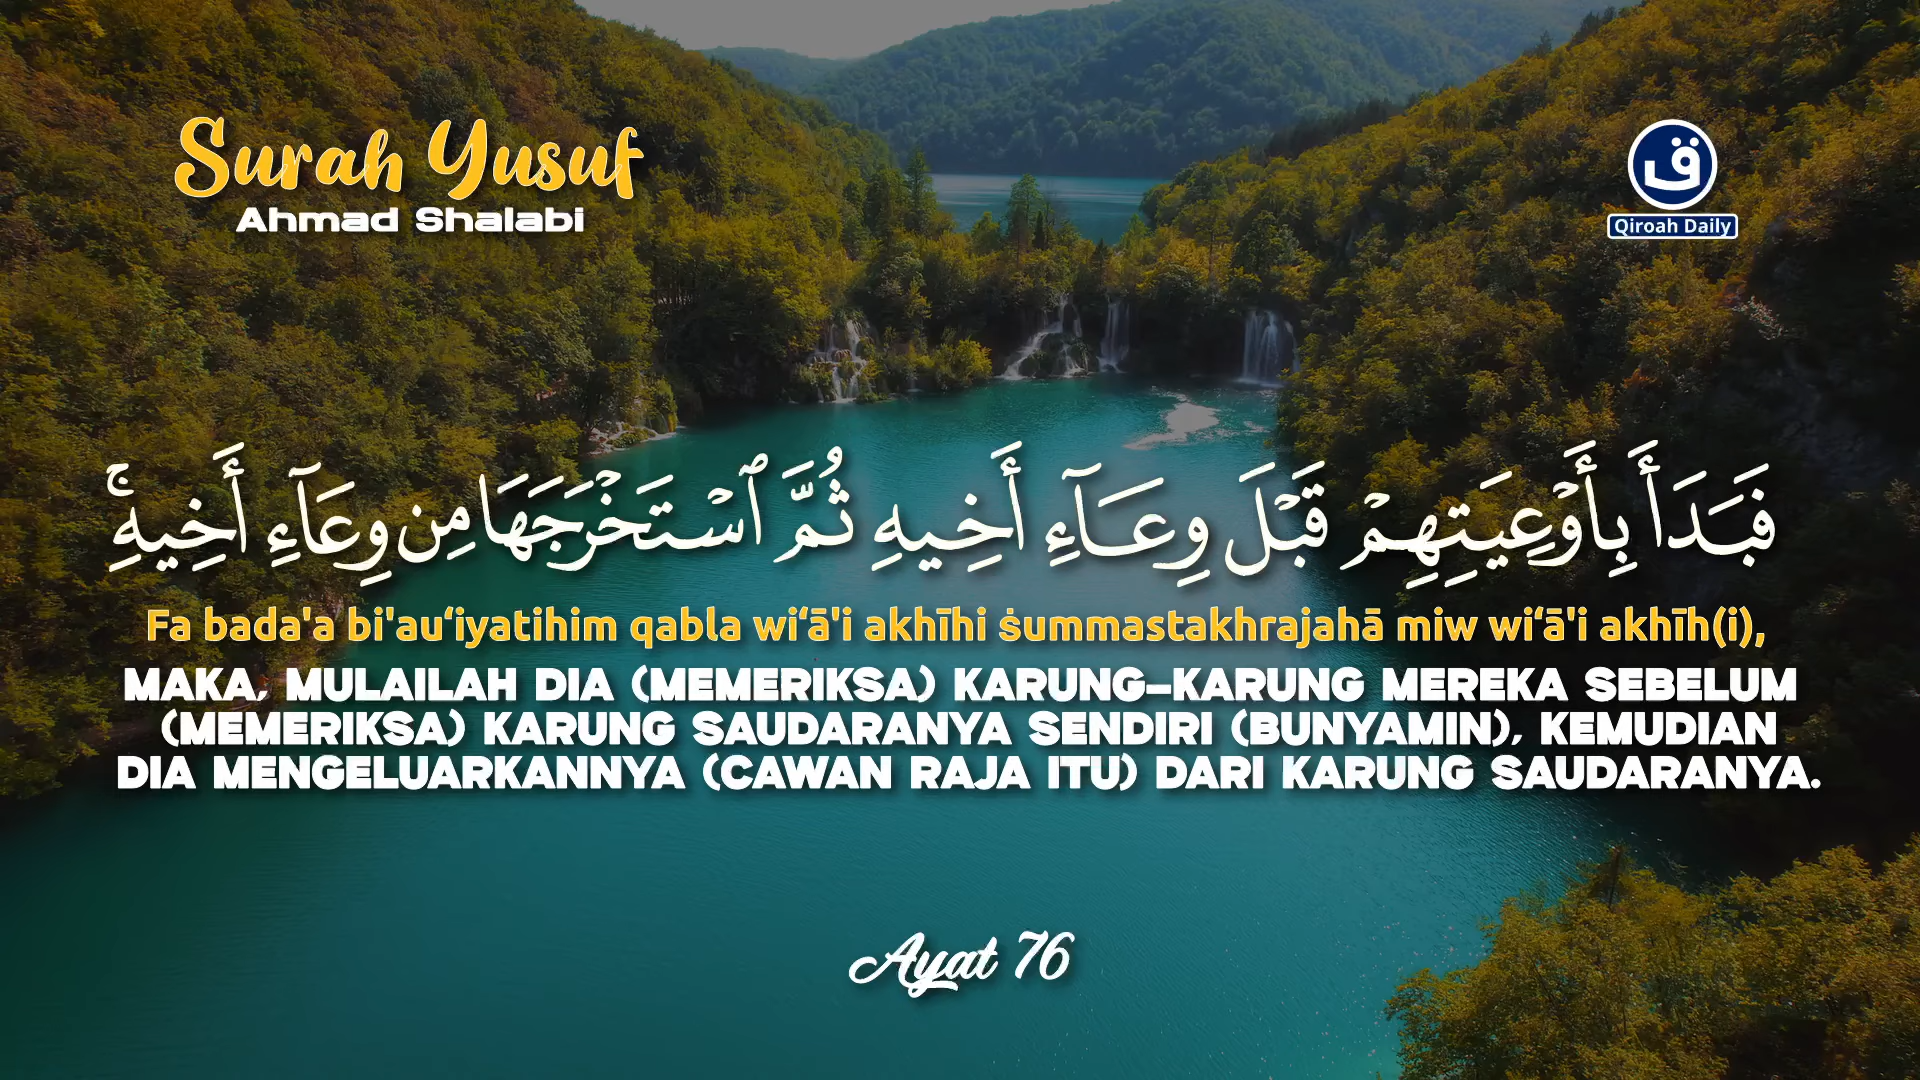 Surah Yusuf
Ahmad Shalabi
ق
Qiroah Daily
فَبَدَأَ بِأَوْعِيَتِهِمْ قَبْلَ وِعَآءِ أَخِيهِ ثُمَّ ٱسْتَخْرَجَهَا مِن وِعَآءِ أَخِيهِۚ
Fa bada'a bi'au‘iyatihim qabla wi‘ā'i akhīhi ṡummastakhrajahā miw wi‘ā'i akhīh(i),
MAKA, MULAILAH DIA (MEMERIKSA) KARUNG-KARUNG MEREKA SEBELUM
(MEMERIKSA) KARUNG SAUDARANYA SENDIRI (BUNYAMIN), KEMUDIAN
DIA MENGELUARKANNYA (CAWAN RAJA ITU) DARI KARUNG SAUDARANYA.
Ayat 76